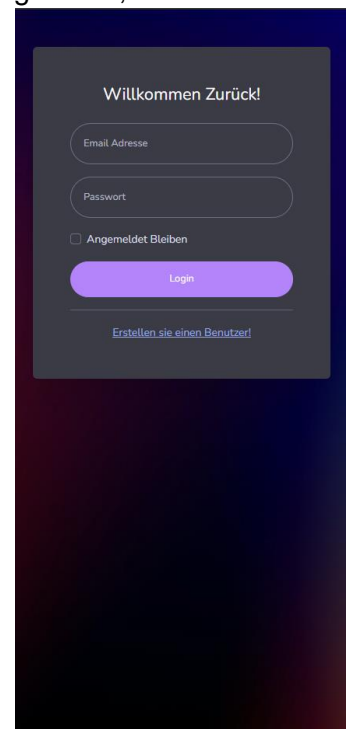 Willkommen Zurück!
Email Adresse
Passwort
Angemeldet Bleiben
Login
Erstellen sie einen Benutzer!